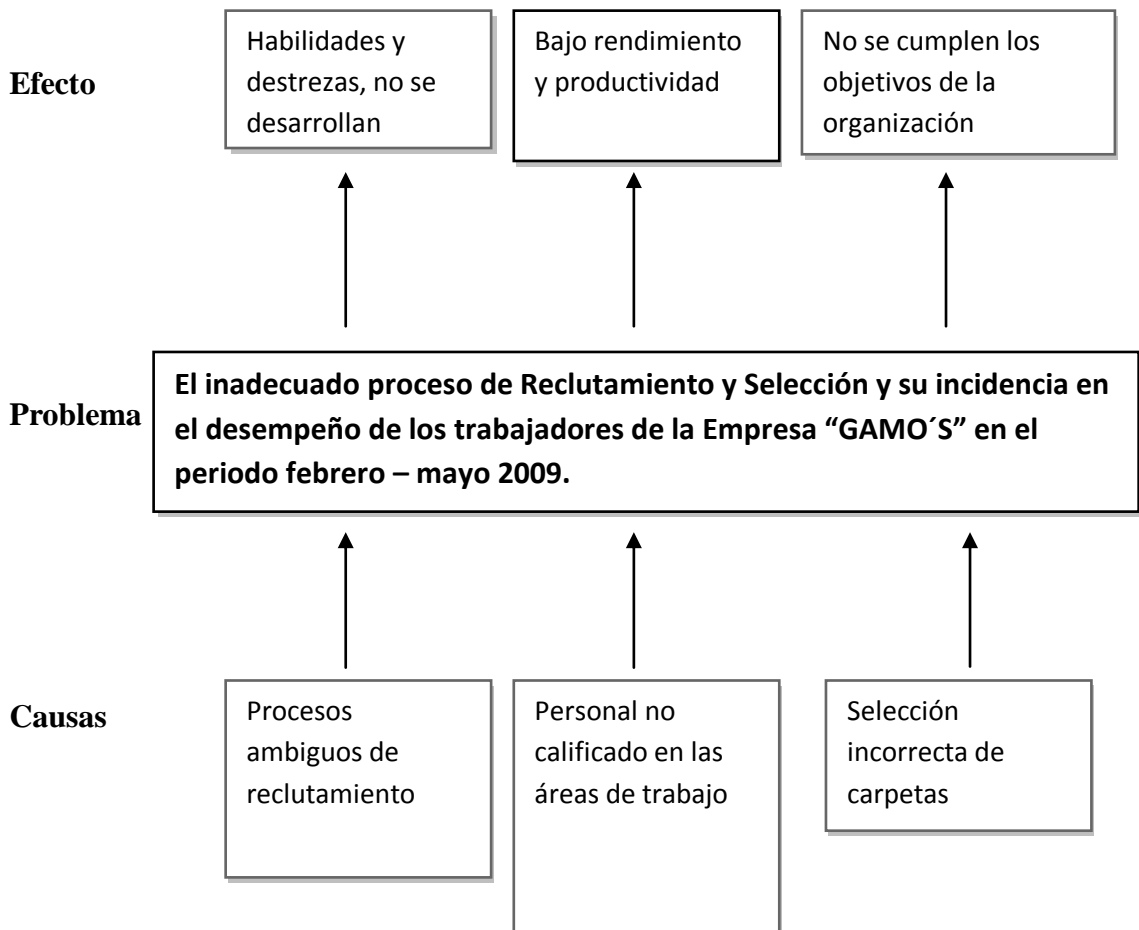 Efecto
Habilidades y
destrezas, no se
desarrollan
Bajo rendimiento
y productividad
No se cumplen los
objetivos de la
organización
Problema
El inadecuado proceso de Reclutamiento y Selección y su incidencia en
el desempeño de los trabajadores de la Empresa “GAMO´S” en el
periodo febrero – mayo 2009.
Causas
Procesos
ambiguos de
reclutamiento
Personal no
calificado en las
áreas de trabajo
Selección
incorrecta de
carpetas